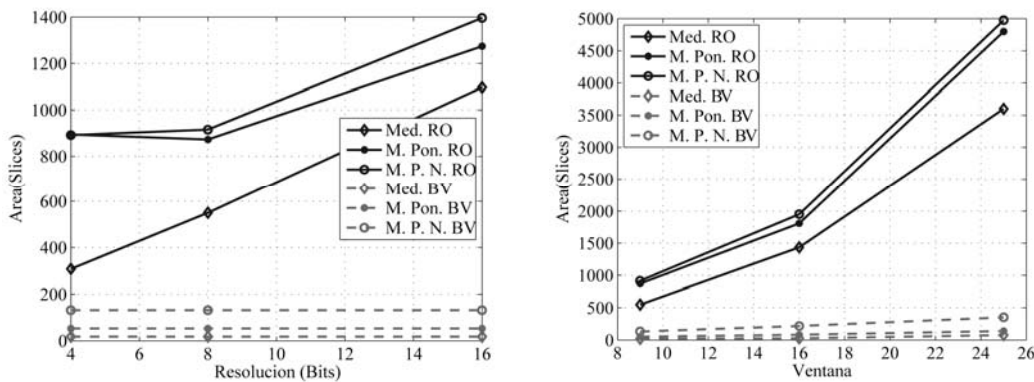 1400
1200
1000
800
600
400
200
0
Area(Slices)
4
6
8
10
12
14
16
Resolucion (Bits)
Med. RO
M. Pon. RO
M. P. N. RO
Med. BV
M. Pon. BV
M. P. N. BV
5000
4500
4000
3500
3000
2500
2000
1500
1000
500
0
Area(Slices)
8
10
12
14
16
18
20
22
24
26
Ventana
Med. RO
M. Pon. RO
M. P. N. RO
Med. BV
M. Pon. BV
M. P. N. BV